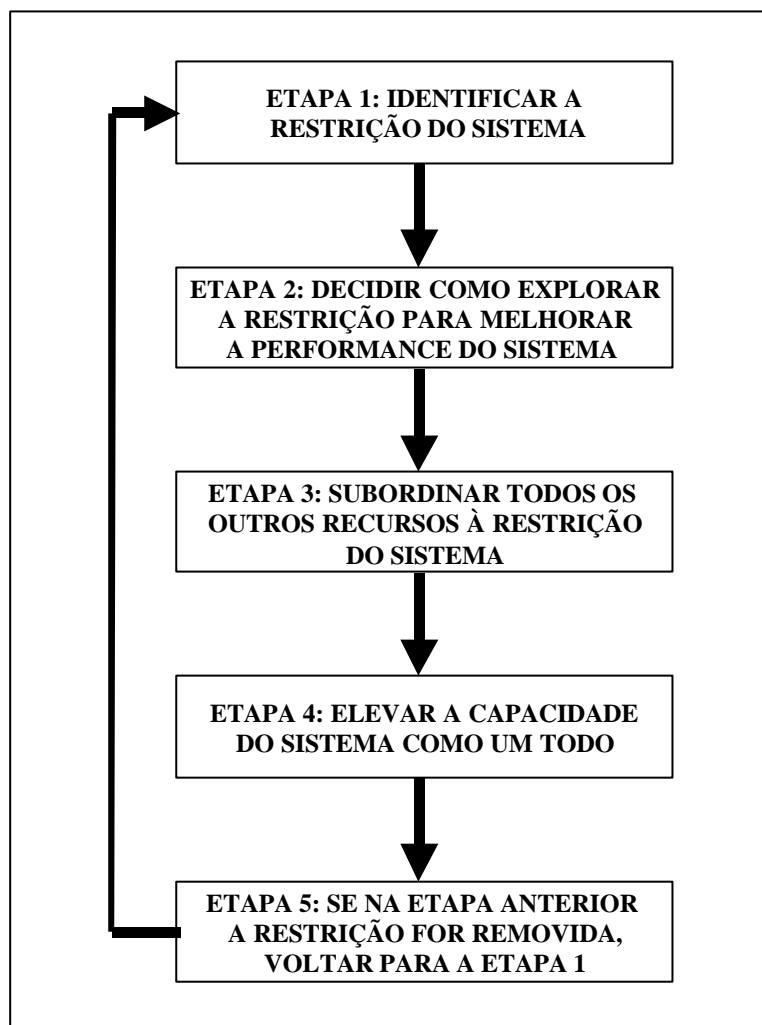 ETAPA 1: IDENTIFICAR A
RESTRIÇÃO DO SISTEMA
ETAPA 2: DECIDIR COMO EXPLORAR
A RESTRIÇÃO PARA MELHORAR
A PERFORMANCE DO SISTEMA
ETAPA 3: SUBORDINAR TODOS OS
OUTROS RECURSOS À RESTRIÇÃO
DO SISTEMA
ETAPA 4: ELEVAR A CAPACIDADE
DO SISTEMA COMO UM TODO
ETAPA 5: SE NA ETAPA ANTERIOR
A RESTRIÇÃO FOR REMOVIDA,
VOLTAR PARA A ETAPA 1